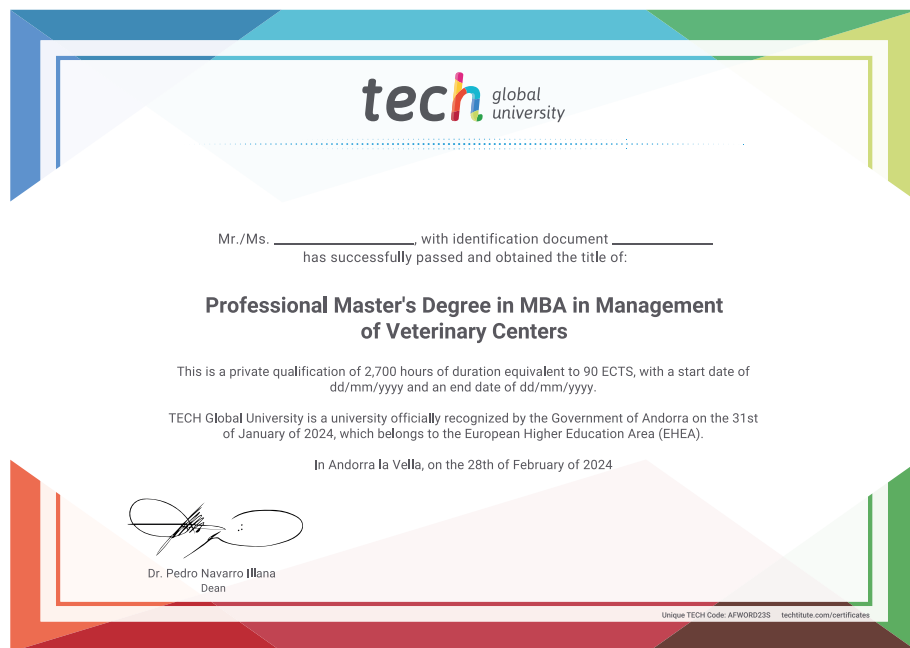 tech global
university
Mr./Ms. ________________, with identification document ____________
has successfully passed and obtained the title of:
Professional Master's Degree in MBA in Management
of Veterinary Centers
This is a private qualification of 2,700 hours of duration equivalent to 90 ECTS, with a start date of
dd/mm/yyyy and an end date of dd/mm/yyyy.
TECH Global University is a university officially recognized by the Government of Andorra on the 31st
of January of 2024, which belongs to the European Higher Education Area (EHEA).
In Andorra la Vella, on the 28th of February of 2024
Dr. Pedro Navarro Illana
Dean
Unique TECH Code: AFWORD23S techtitute.com/certificates